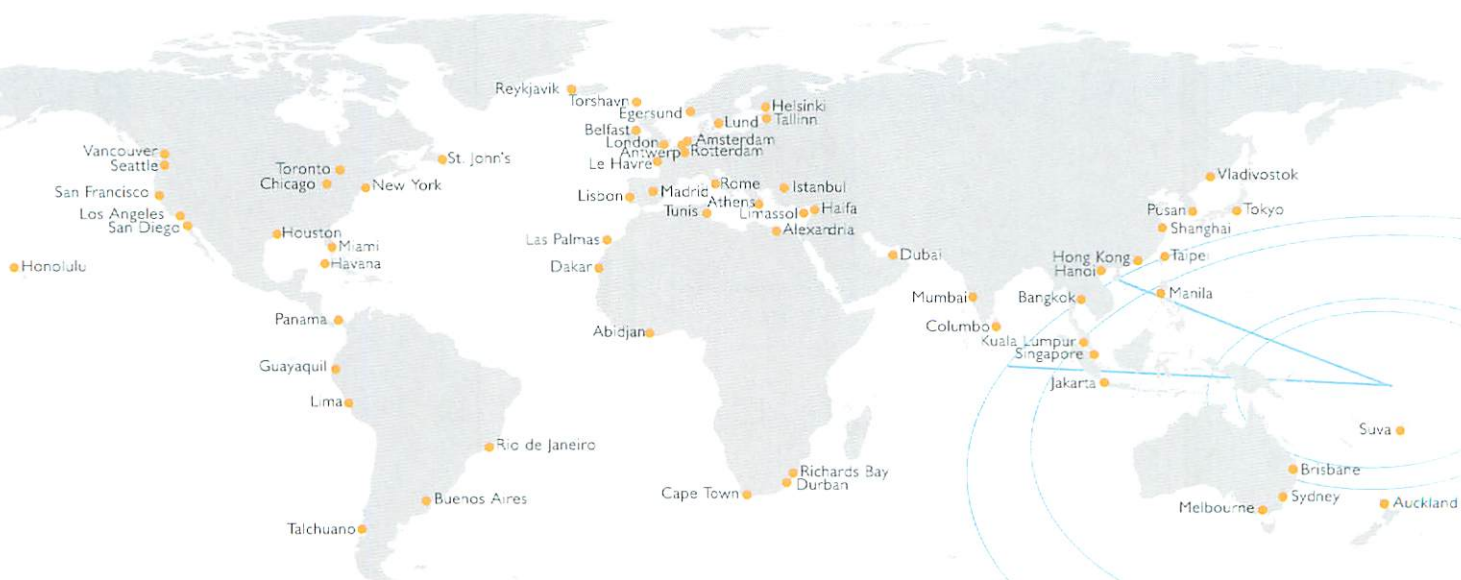 Reykjavik
Torshavn
Egersund
Helsinki
Tallinn
Lund
Belfast
London
Amsterdam
Antwerp
Rotterdam
Le Havre
Vancouver
Seattle
Toronto
Chicago
St. John's
New York
San Francisco
Los Angeles
San Diego
Houston
Miami
Havana
Honolulu
Lisbon
Madrid
Rome
Istanbul
Athens
Tunis
Limassol
Haifa
Alexandria
Las Palmas
Dakar
Dubai
Vladivostok
Pusan
Tokyo
Shanghai
Hong Kong
Taipei
Hanoi
Mumbai
Bangkok
Manila
Columbo
Kuala Lumpur
Singapore
Jakarta
Panama
Abidjan
Guayaquil
Lima
Rio de Janeiro
Buenos Aires
Talchuano
Richards Bay
Durban
Cape Town
Suva
Brisbane
Sydney
Melbourne
Auckland